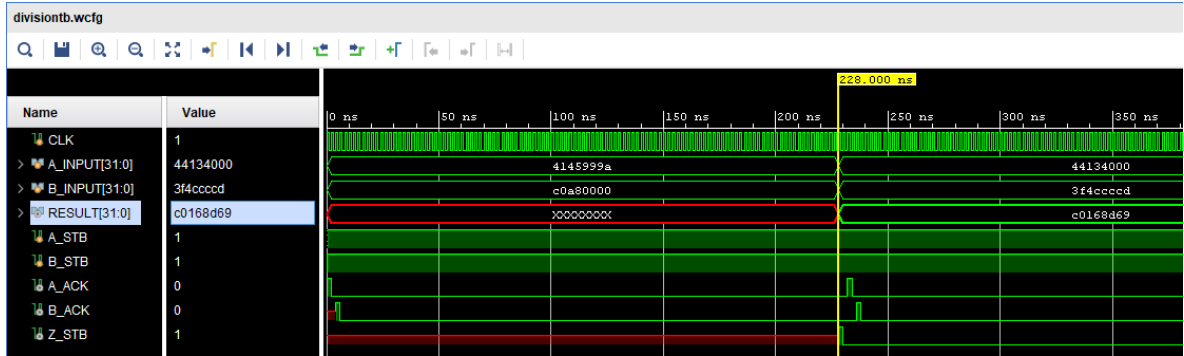 divisiontb.wcfg
228.000 ns
Name Value 0 ns 50 ns 100 ns 150 ns 200 ns 250 ns 300 ns 350 ns
CLK 1
A_INPUT[31:0] 44134000 4145999a 44134000
B_INPUT[31:0] 3f4ccccd c0a80000 3f4ccccd
RESULT[31:0] c0168d69 XXXXXXXX c0168d69
A_STB 1
B_STB 1
A_ACK 0
B_ACK 0
Z_STB 1